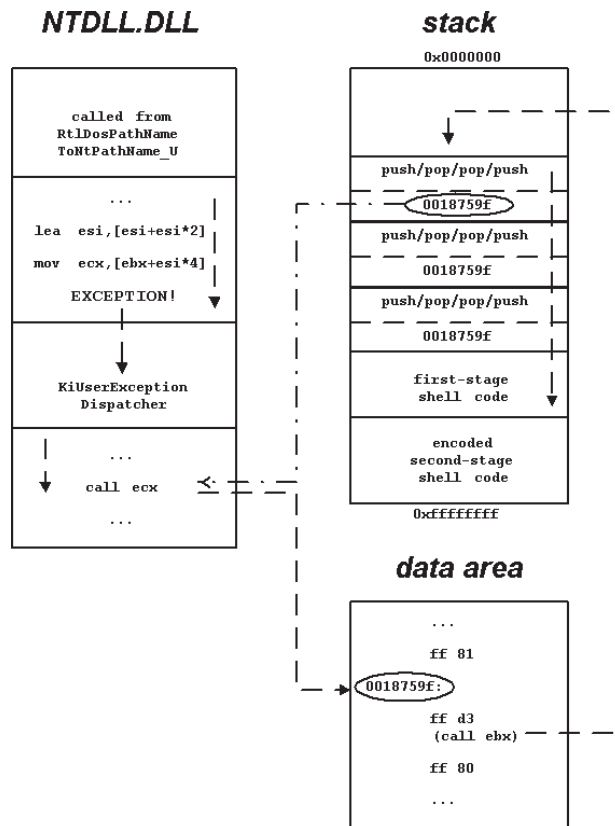 NTDLL.DLL
called from
RtlDosPathName
ToNtPathName_U
...
lea esi,[esi+esi*2]
mov ecx,[ebx+esi*4]
EXCEPTION!
KiUserException
Dispatcher
...
call ecx
...
stack
0x0000000
push/pop/pop/push
0018759f
push/pop/pop/push
0018759f
push/pop/pop/push
0018759f
first-stage
shell code
encoded
second-stage
shell code
0xffffffff
data area
...
ff 81
0018759f:
ff d3
(call ebx)
ff 80
...